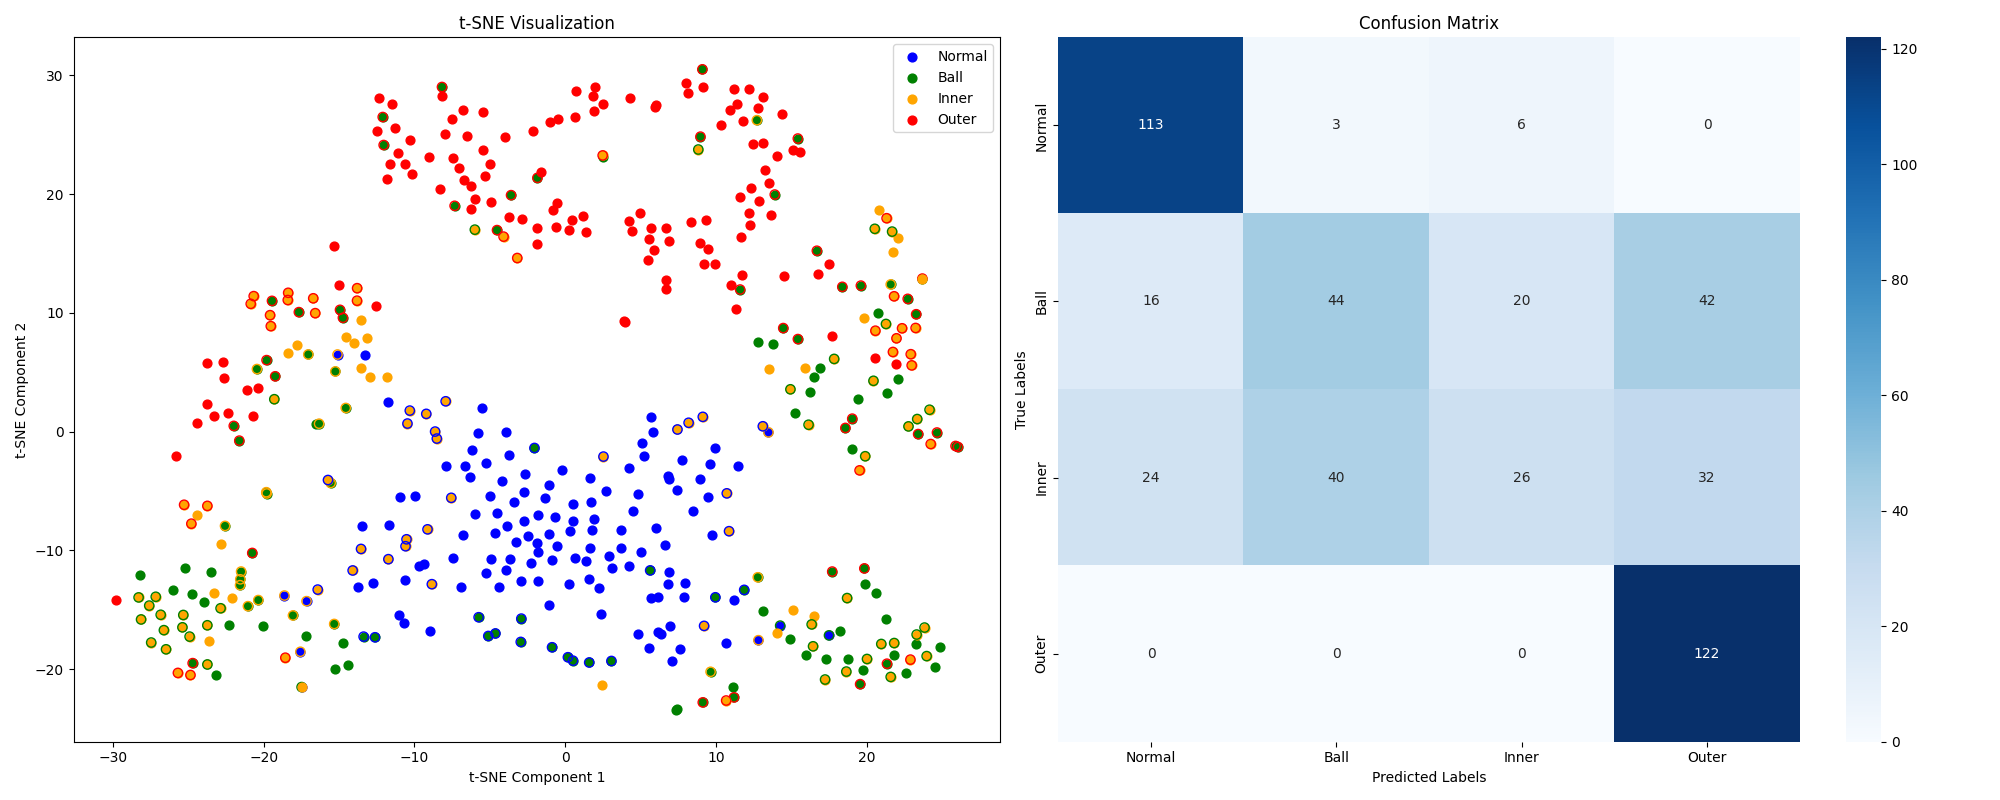 t-SNE Visualization
t-SNE Component 2
30
20
10
0
−10
−20
−30
−20
−10
0
10
20
t-SNE Component 1
Normal
Ball
Inner
Outer
Confusion Matrix
True Labels
Normal
113
3
6
0
Ball
16
44
20
42
Inner
24
40
26
32
Outer
0
0
0
122
Normal
Ball
Inner
Outer
Predicted Labels
120
100
80
60
40
20
0